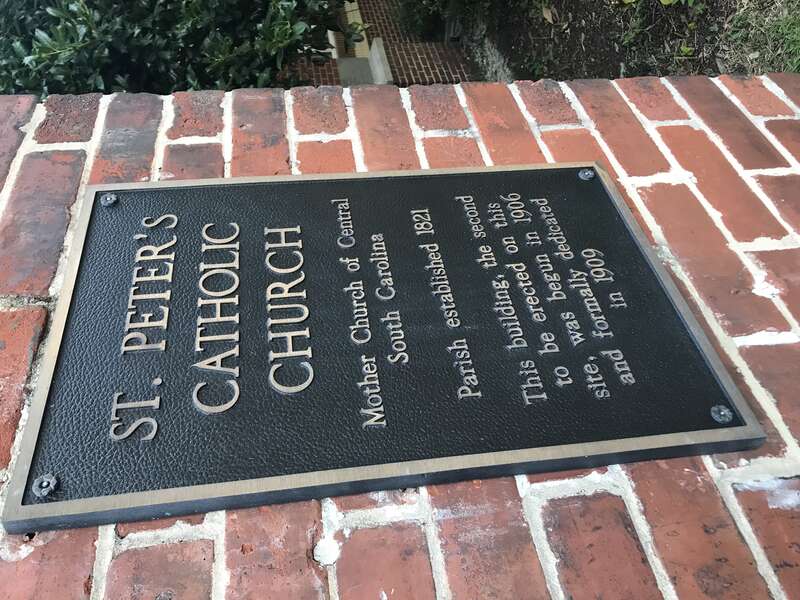 ST. PETER'S
CATHOLIC
CHURCH
Mother Church of Central
South Carolina
Parish established 1821
This building, the second
to be erected on this
site, was begun in 1906
and formally dedicated
in 1909